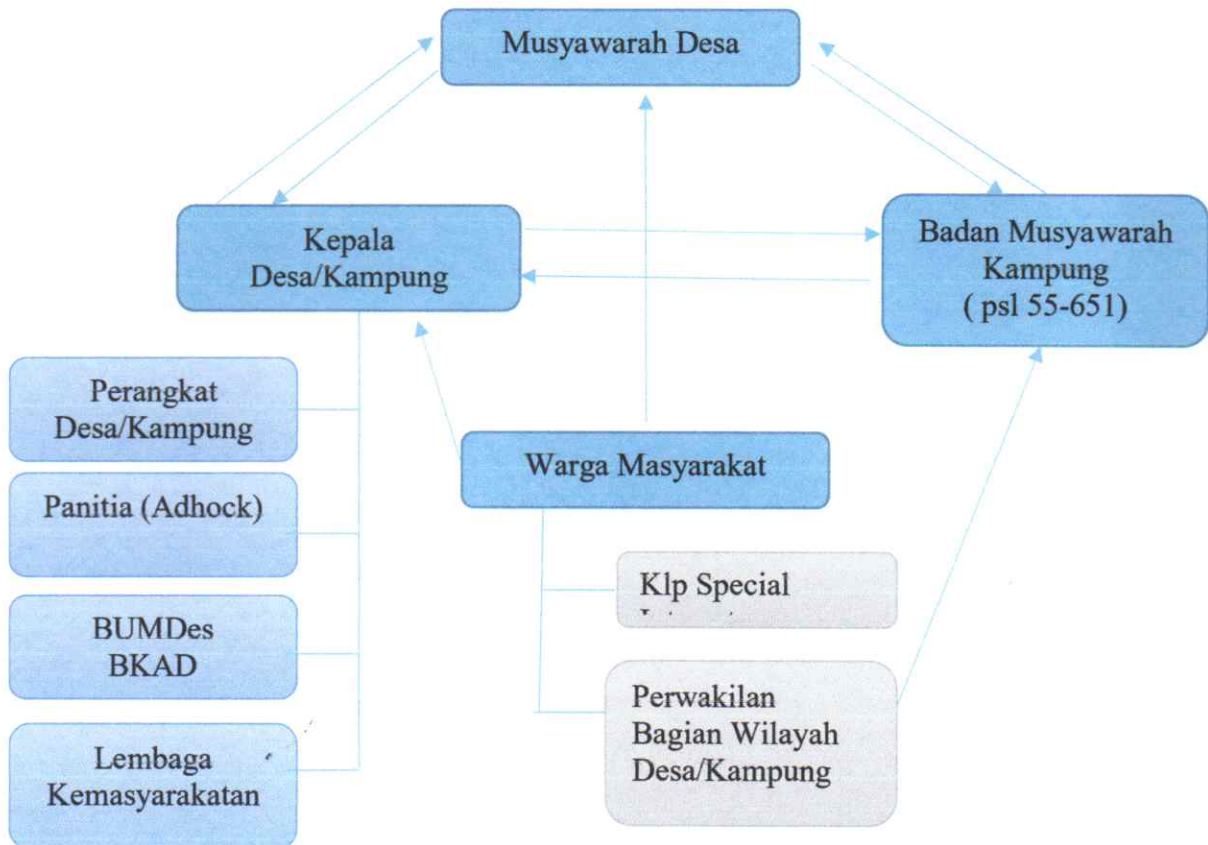 Musyawarah Desa
Kepala
Desa/Kampung
Badan Musyawarah
Kampung
( psl 55-651)
Perangkat
Desa/Kampung
Warga Masyarakat
Panitia (Adhock)
Klp Special
BUMDes
BKAD
Perwakilan
Bagian Wilayah
Desa/Kampung
Lembaga
Kemasyarakatan